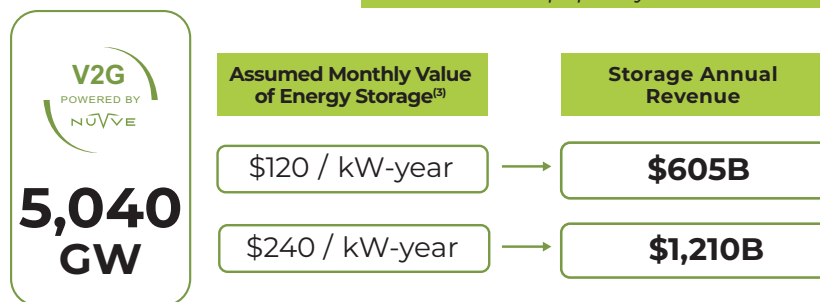 V2G
POWERED BY
NUVVE
5,040
GW
Assumed Monthly Value
of Energy Storage(3)
Storage Annual
Revenue
$120 / kW-year
$605B
$240 / kW-year
$1,210B